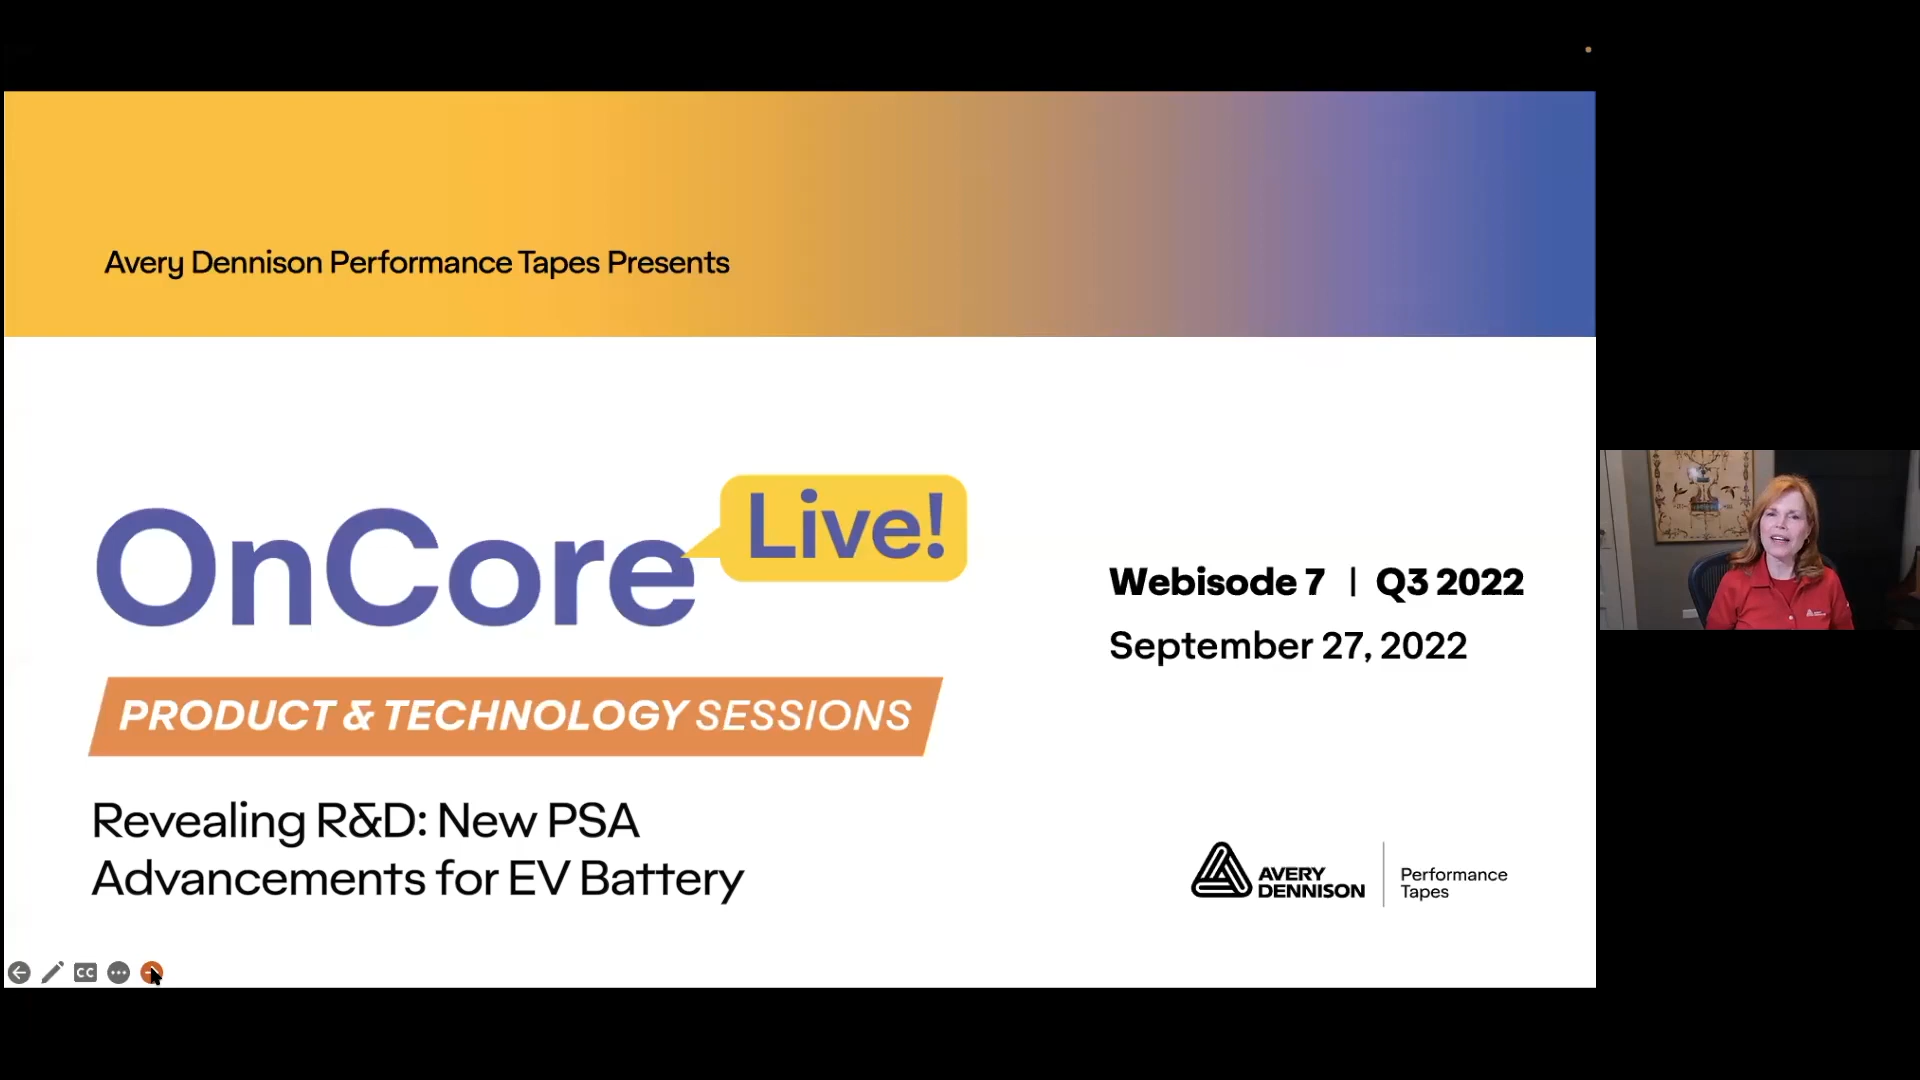 Avery Dennison Performance Tapes Presents
OnCore
Live!
PRODUCT & TECHNOLOGY SESSIONS
Revealing R&D: New PSA
Advancements for EV Battery
Webisode 7 | Q3 2022
September 27, 2022
AVERY
DENNISON
Performance
Tapes
CC